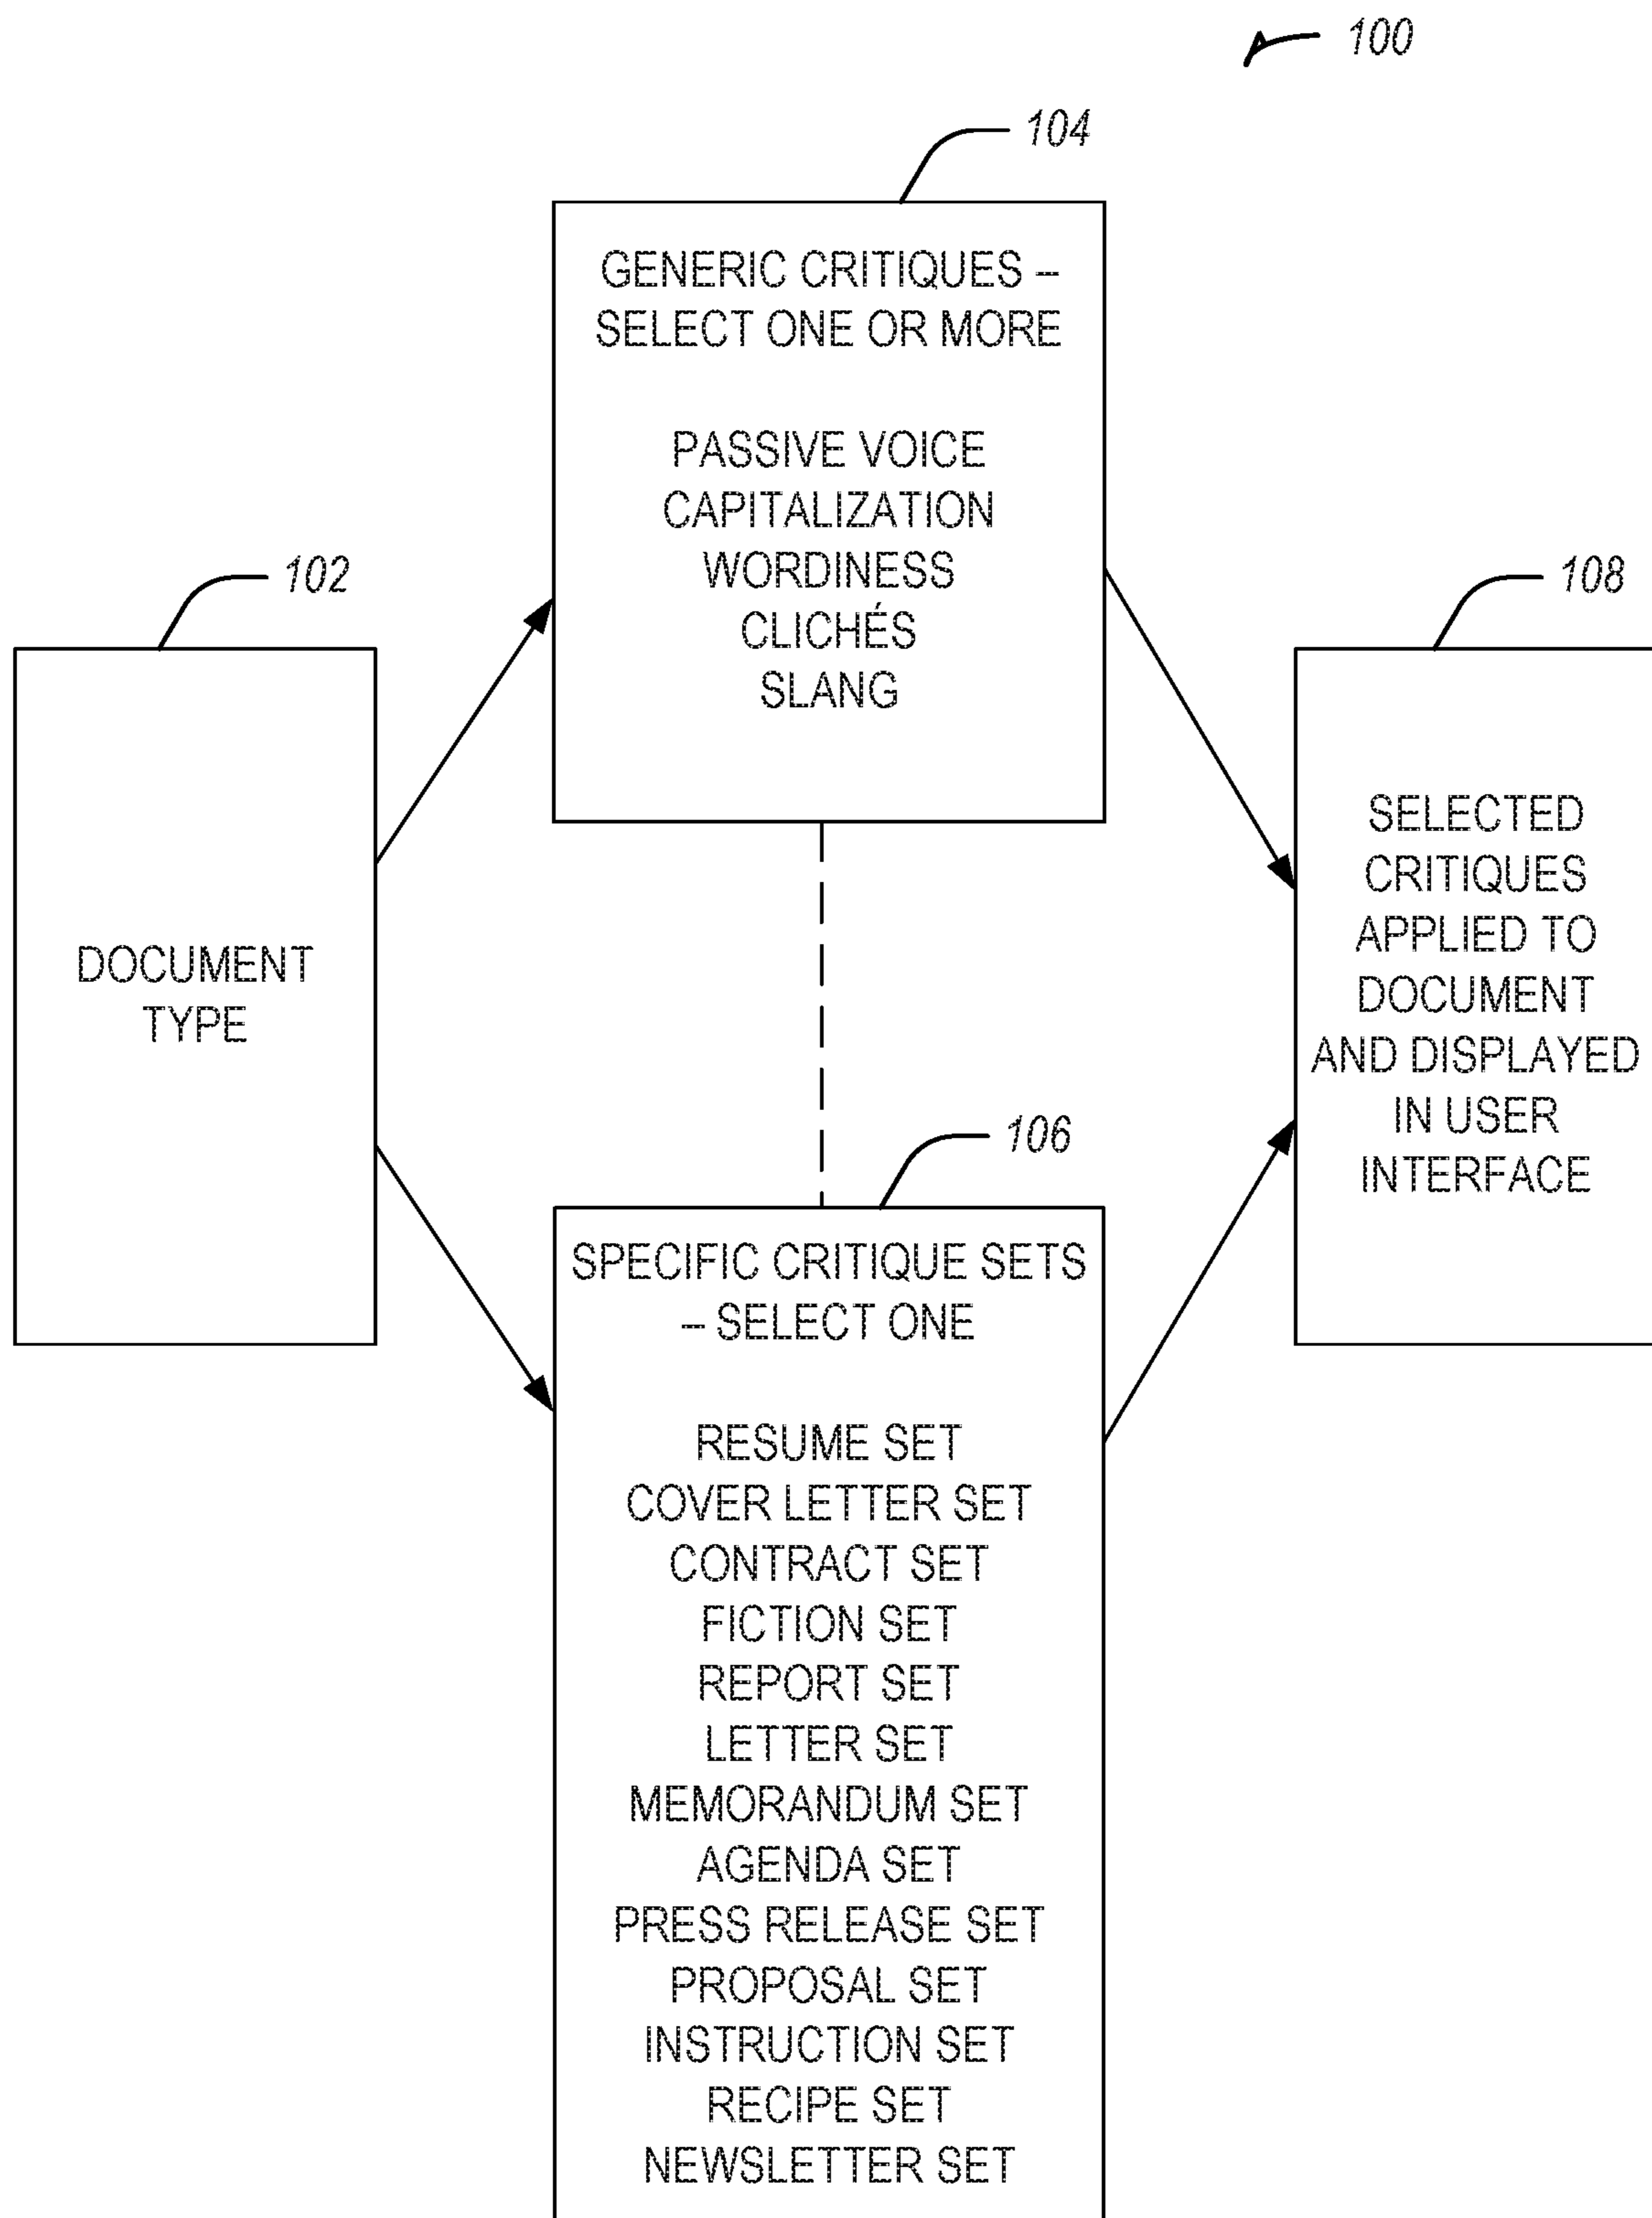 100
104
GENERIC CRITIQUES –
SELECT ONE OR MORE
PASSIVE VOICE
CAPITALIZATION
WORDINESS
CLICHÉS
SLANG
102
DOCUMENT
TYPE
108
SELECTED
CRITIQUES
APPLIED TO
DOCUMENT
AND DISPLAYED
IN USER
INTERFACE
106
SPECIFIC CRITIQUE SETS
– SELECT ONE
RESUME SET
COVER LETTER SET
CONTRACT SET
FICTION SET
REPORT SET
LETTER SET
MEMORANDUM SET
AGENDA SET
PRESS RELEASE SET
PROPOSAL SET
INSTRUCTION SET
RECIPE SET
NEWSLETTER SET